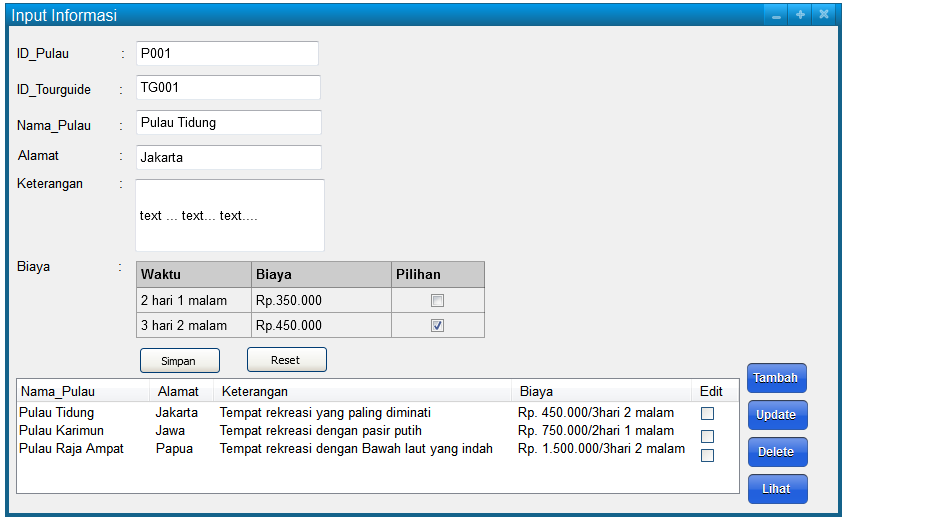 Input Informasi
ID_Pulau : P001
ID_Tourguide : TG001
Nama_Pulau : Pulau Tidung
Alamat : Jakarta
Keterangan :
text ... text... text....
Biaya :
Waktu Biaya Pilihan
2 hari 1 malam Rp.350.000
3 hari 2 malam Rp.450.000
Simpan Reset
Nama_Pulau Alamat Keterangan Biaya Edit
Pulau Tidung Jakarta Tempat rekreasi yang paling diminati Rp. 450.000/3hari 2 malam
Pulau Karimun Jawa Tempat rekreasi dengan pasir putih Rp. 750.000/2hari 1 malam
Pulau Raja Ampat Papua Tempat rekreasi dengan Bawah laut yang indah Rp. 1.500.000/3hari 2 malam
Tambah
Update
Delete
Lihat